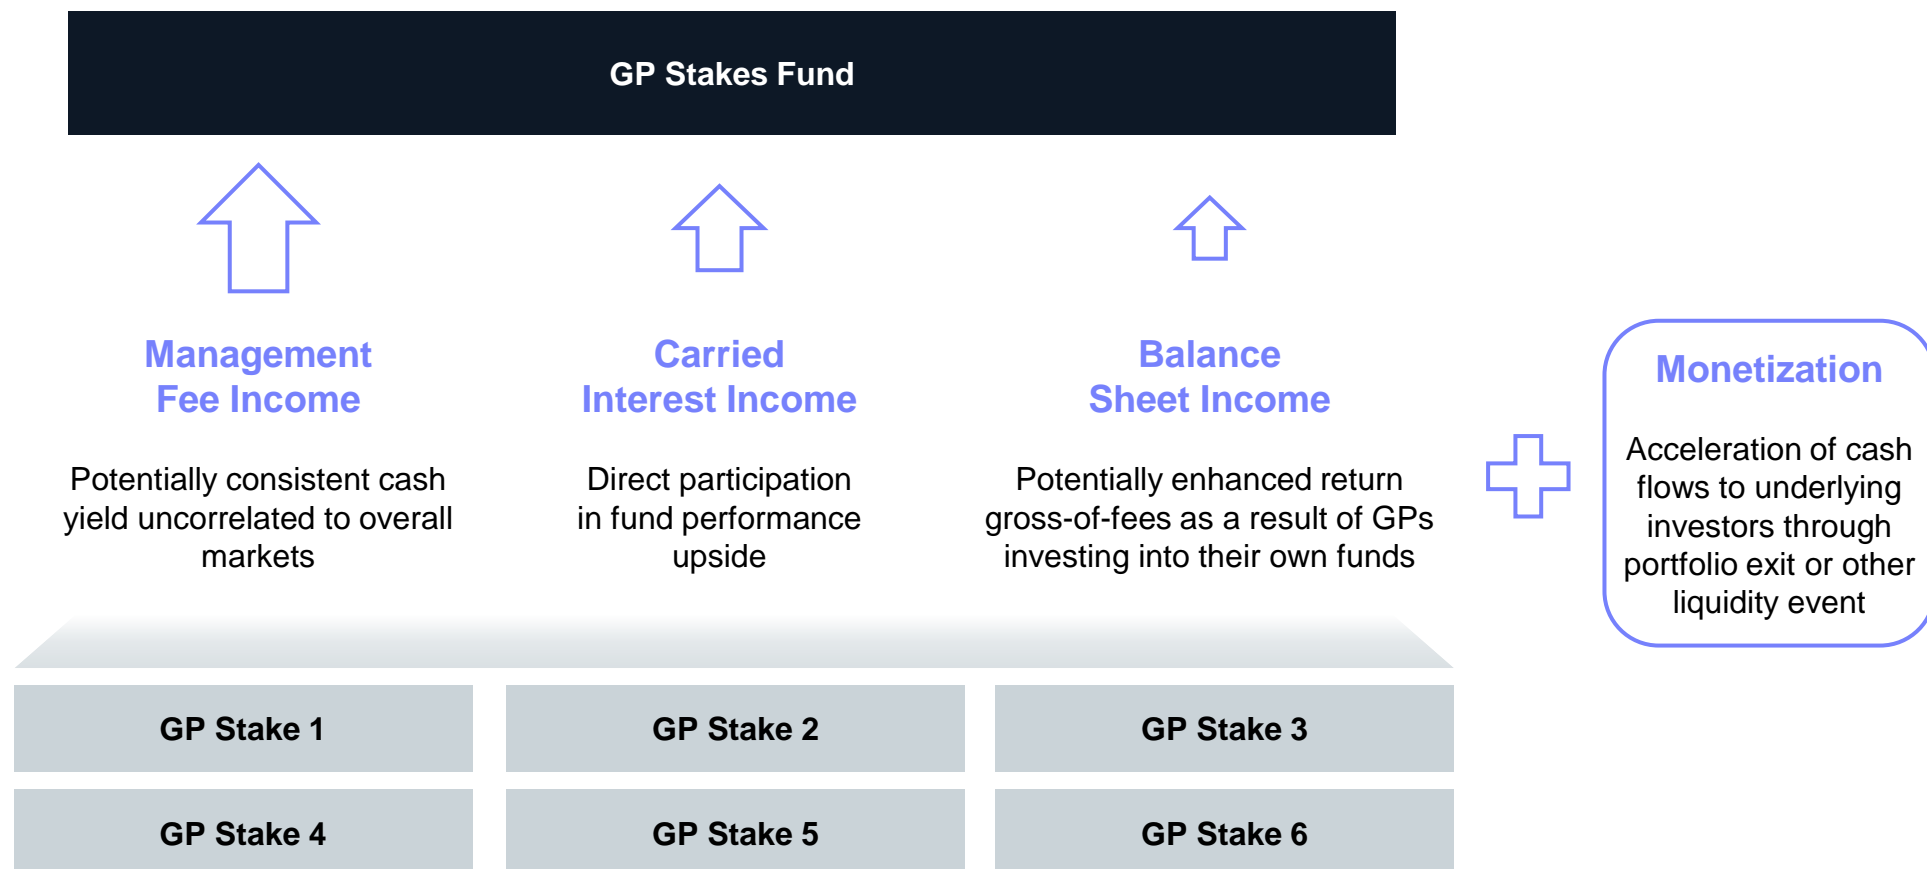 GP Stakes Fund
Management
Fee Income
Potentially consistent cash
yield uncorrelated to overall
markets
Carried
Interest Income
Direct participation
in fund performance
upside
Balance
Sheet Income
Potentially enhanced return
gross-of-fees as a result of GPs
investing into their own funds
Monetization
Acceleration of cash
flows to underlying
investors through
portfolio exit or other
liquidity event
GP Stake 1
GP Stake 2
GP Stake 3
GP Stake 4
GP Stake 5
GP Stake 6